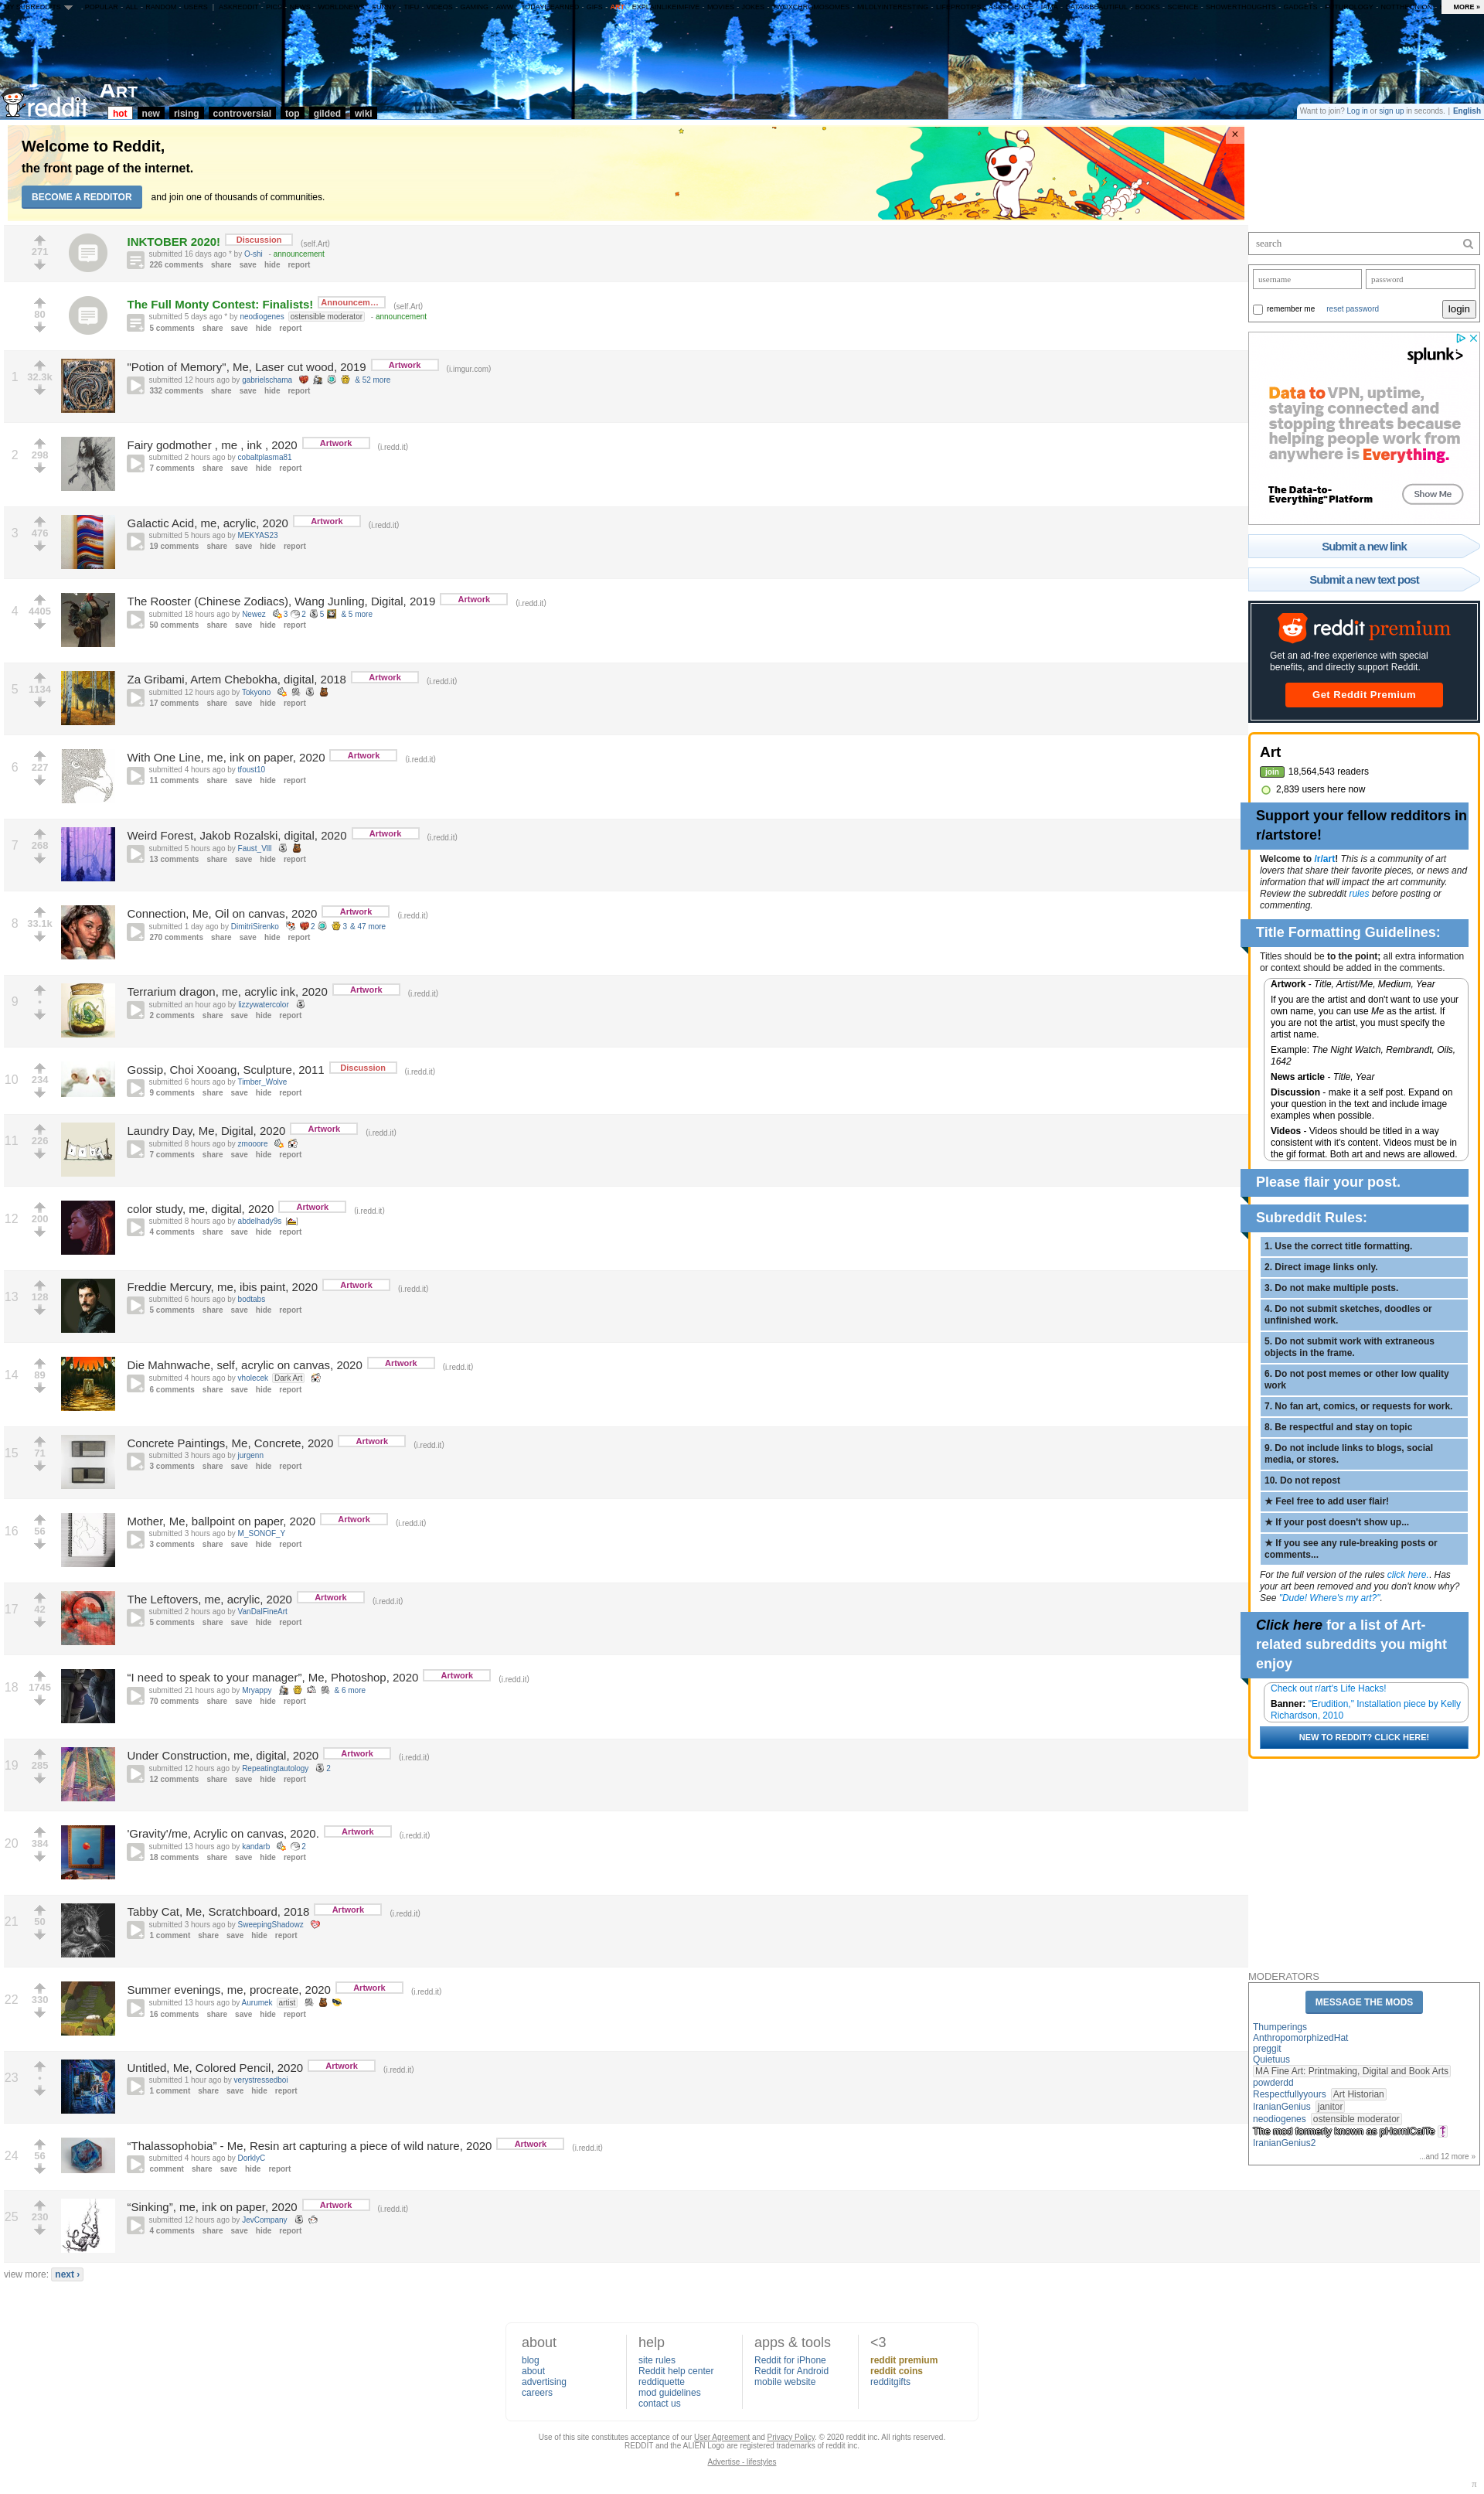 MORE »
reddit
ART
hot new rising controversial top gilded wiki
Want to join? Log in or sign up in seconds. | English
Welcome to Reddit,
the front page of the internet.
BECOME A REDDITOR and join one of thousands of communities.
×
271
INKTOBER 2020! Discussion (self.Art)
submitted 16 days ago * by O-shi - announcement
226 comments share save hide report
80
The Full Monty Contest: Finalists! Announcem… (self.Art)
submitted 5 days ago * by neodiogenes ostensible moderator - announcement
5 comments share save hide report
1 32.3k
"Potion of Memory", Me, Laser cut wood, 2019 Artwork (i.imgur.com)
submitted 12 hours ago by gabrielschama & 52 more
332 comments share save hide report
2 298
Fairy godmother , me , ink , 2020 Artwork (i.redd.it)
submitted 2 hours ago by cobaltplasma81
7 comments share save hide report
3 476
Galactic Acid, me, acrylic, 2020 Artwork (i.redd.it)
submitted 5 hours ago by MEKYAS23
19 comments share save hide report
4 4405
The Rooster (Chinese Zodiacs), Wang Junling, Digital, 2019 Artwork (i.redd.it)
submitted 18 hours ago by Newez 3 2 5 & 5 more
50 comments share save hide report
5 1134
Za Gribami, Artem Chebokha, digital, 2018 Artwork (i.redd.it)
submitted 12 hours ago by Tokyono
17 comments share save hide report
6 227
With One Line, me, ink on paper, 2020 Artwork (i.redd.it)
submitted 4 hours ago by tfoust10
11 comments share save hide report
7 268
Weird Forest, Jakob Rozalski, digital, 2020 Artwork (i.redd.it)
submitted 5 hours ago by Faust_VIII
13 comments share save hide report
8 33.1k
Connection, Me, Oil on canvas, 2020 Artwork (i.redd.it)
submitted 1 day ago by DimitriSirenko 2 3 & 47 more
270 comments share save hide report
9 •
Terrarium dragon, me, acrylic ink, 2020 Artwork (i.redd.it)
submitted an hour ago by lizzywatercolor
2 comments share save hide report
10 234
Gossip, Choi Xooang, Sculpture, 2011 Discussion (i.redd.it)
submitted 6 hours ago by Timber_Wolve
9 comments share save hide report
11 226
Laundry Day, Me, Digital, 2020 Artwork (i.redd.it)
submitted 8 hours ago by zmooore
7 comments share save hide report
12 200
color study, me, digital, 2020 Artwork (i.redd.it)
submitted 8 hours ago by abdelhady9s
4 comments share save hide report
13 128
Freddie Mercury, me, ibis paint, 2020 Artwork (i.redd.it)
submitted 6 hours ago by bodtabs
5 comments share save hide report
14 89
Die Mahnwache, self, acrylic on canvas, 2020 Artwork (i.redd.it)
submitted 4 hours ago by vholecek Dark Art
6 comments share save hide report
15 71
Concrete Paintings, Me, Concrete, 2020 Artwork (i.redd.it)
submitted 3 hours ago by jurgenn
3 comments share save hide report
16 56
Mother, Me, ballpoint on paper, 2020 Artwork (i.redd.it)
submitted 3 hours ago by M_SONOF_Y
3 comments share save hide report
17 42
The Leftovers, me, acrylic, 2020 Artwork (i.redd.it)
submitted 2 hours ago by VanDalFineArt
5 comments share save hide report
18 1745
“I need to speak to your manager”, Me, Photoshop, 2020 Artwork (i.redd.it)
submitted 21 hours ago by Mryappy & 6 more
70 comments share save hide report
19 285
Under Construction, me, digital, 2020 Artwork (i.redd.it)
submitted 12 hours ago by Repeatingtautology 2
12 comments share save hide report
20 384
'Gravity'/me, Acrylic on canvas, 2020. Artwork (i.redd.it)
submitted 13 hours ago by kandarb 2
18 comments share save hide report
21 50
Tabby Cat, Me, Scratchboard, 2018 Artwork (i.redd.it)
submitted 3 hours ago by SweepingShadowz
1 comment share save hide report
22 330
Summer evenings, me, procreate, 2020 Artwork (i.redd.it)
submitted 13 hours ago by Aurumek artist
16 comments share save hide report
23 •
Untitled, Me, Colored Pencil, 2020 Artwork (i.redd.it)
submitted 1 hour ago by verystressedboi
1 comment share save hide report
24 56
“Thalassophobia” - Me, Resin art capturing a piece of wild nature, 2020 Artwork (i.redd.it)
submitted 4 hours ago by DorklyC
comment share save hide report
25 230
“Sinking”, me, ink on paper, 2020 Artwork (i.redd.it)
submitted 12 hours ago by JevCompany
4 comments share save hide report
view more: next ›
search
username password
remember me reset password login
splunk>
Data to VPN, uptime,
staying connected and
stopping threats because
helping people work from
anywhere is Everything.
The Data-to-
Everything™ Platform
Show Me
Submit a new link
Submit a new text post
reddit premium
Get an ad-free experience with special
benefits, and directly support Reddit.
Get Reddit Premium
Art
join 18,564,543 readers
2,839 users here now
Support your fellow redditors in
r/artstore!
Welcome to /r/art! This is a community of art
lovers that share their favorite pieces, or news and
information that will impact the art community.
Review the subreddit rules before posting or
commenting.
Title Formatting Guidelines:
Titles should be to the point; all extra information
or context should be added in the comments.
Artwork - Title, Artist/Me, Medium, Year
If you are the artist and don't want to use your
own name, you can use Me as the artist. If
you are not the artist, you must specify the
artist name.
Example: The Night Watch, Rembrandt, Oils,
1642
News article - Title, Year
Discussion - make it a self post. Expand on
your question in the text and include image
examples when possible.
Videos - Videos should be titled in a way
consistent with it's content. Videos must be in
the gif format. Both art and news are allowed.
Please flair your post.
Subreddit Rules:
1. Use the correct title formatting.
2. Direct image links only.
3. Do not make multiple posts.
4. Do not submit sketches, doodles or
unfinished work.
5. Do not submit work with extraneous
objects in the frame.
6. Do not post memes or other low quality
work
7. No fan art, comics, or requests for work.
8. Be respectful and stay on topic
9. Do not include links to blogs, social
media, or stores.
10. Do not repost
★ Feel free to add user flair!
★ If your post doesn't show up...
★ If you see any rule-breaking posts or
comments...
For the full version of the rules click here.. Has
your art been removed and you don't know why?
See "Dude! Where's my art?".
Click here for a list of Art-
related subreddits you might
enjoy
Check out r/art's Life Hacks!
Banner: "Erudition," Installation piece by Kelly
Richardson, 2010
NEW TO REDDIT? CLICK HERE!
MODERATORS
MESSAGE THE MODS
Thumperings
AnthropomorphizedHat
preggit
Quietuus
MA Fine Art: Printmaking, Digital and Book Arts
powderdd
Respectfullyyours Art Historian
IranianGenius janitor
neodiogenes ostensible moderator
The mod formerly known as pHorniCaiTe
IranianGenius2
...and 12 more »
about
blog
about
advertising
careers
help
site rules
Reddit help center
reddiquette
mod guidelines
contact us
apps & tools
Reddit for iPhone
Reddit for Android
mobile website
<3
reddit premium
reddit coins
redditgifts
Use of this site constitutes acceptance of our User Agreement and Privacy Policy. © 2020 reddit inc. All rights reserved.
REDDIT and the ALIEN Logo are registered trademarks of reddit inc.
Advertise - lifestyles
π